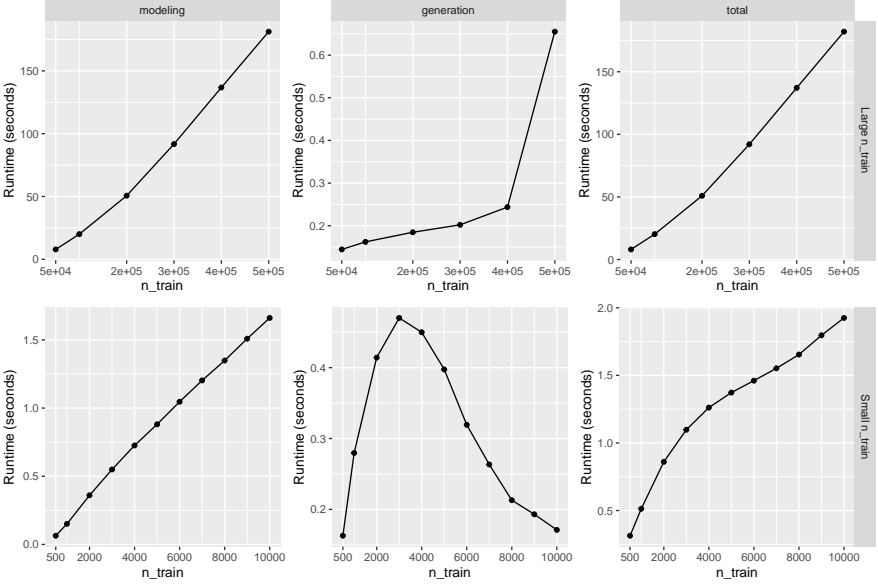 modeling generation total
150
100
50
0
Runtime (seconds)
5e+04 2e+05 3e+05 4e+05 5e+05
n_train
0.6
0.5
0.4
0.3
0.2
Runtime (seconds)
5e+04 2e+05 3e+05 4e+05 5e+05
n_train
150
100
50
0
Runtime (seconds)
5e+04 2e+05 3e+05 4e+05 5e+05
n_train
Large n_train
1.5
1.0
0.5
0.0
Runtime (seconds)
500 2000 4000 6000 8000 10000
n_train
0.4
0.3
0.2
Runtime (seconds)
500 2000 4000 6000 8000 10000
n_train
2.0
1.5
1.0
0.5
Runtime (seconds)
500 2000 4000 6000 8000 10000
n_train
Small n_train